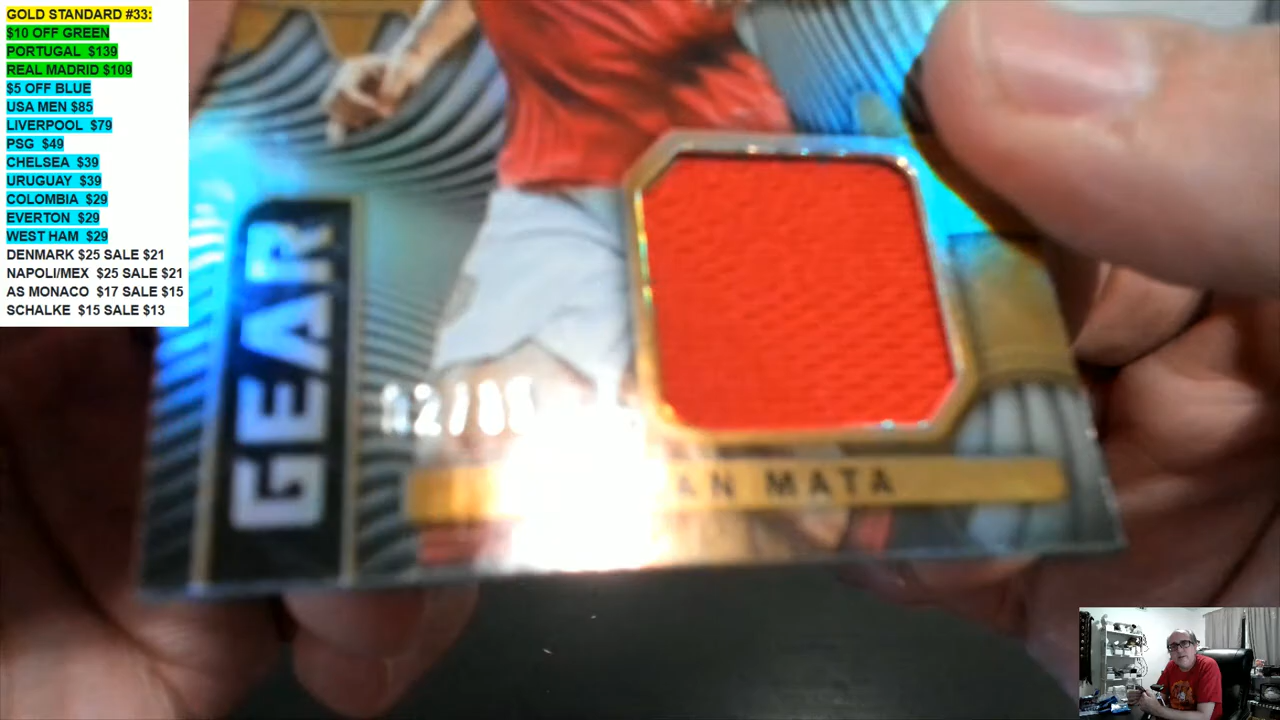 GOLD STANDARD #33:
$10 OFF GREEN
PORTUGAL $139
REAL MADRID $109
$5 OFF BLUE
USA MEN $85
LIVERPOOL $79
PSG $49
CHELSEA $39
URUGUAY $39
COLOMBIA $29
EVERTON $29
WEST HAM $29
DENMARK $25 SALE $21
NAPOLI/MEX $25 SALE $21
AS MONACO $17 SALE $15
SCHALKE $15 SALE $13
GEAR
MATA